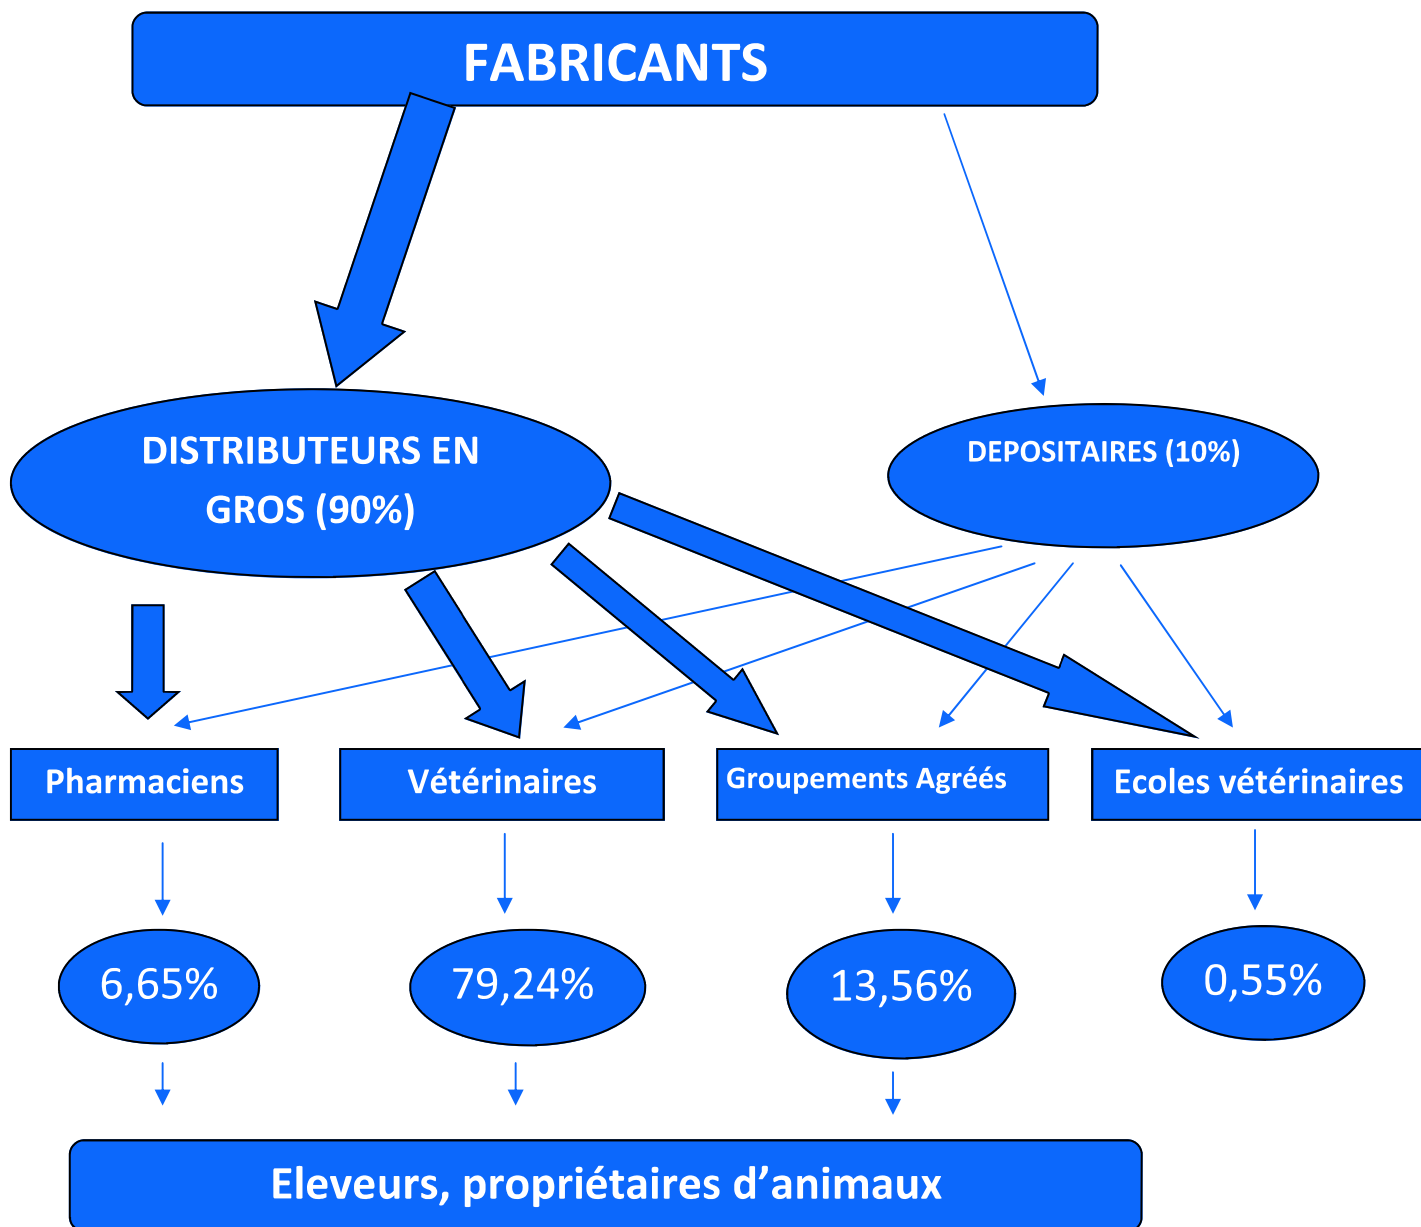 FABRICANTS
DISTRIBUTEURS EN
GROS (90%)
DEPOSITAIRES (10%)
Pharmaciens
Vétérinaires
Groupements Agréés
Ecoles vétérinaires
6,65%
79,24%
13,56%
0,55%
Eleveurs, propriétaires d’animaux